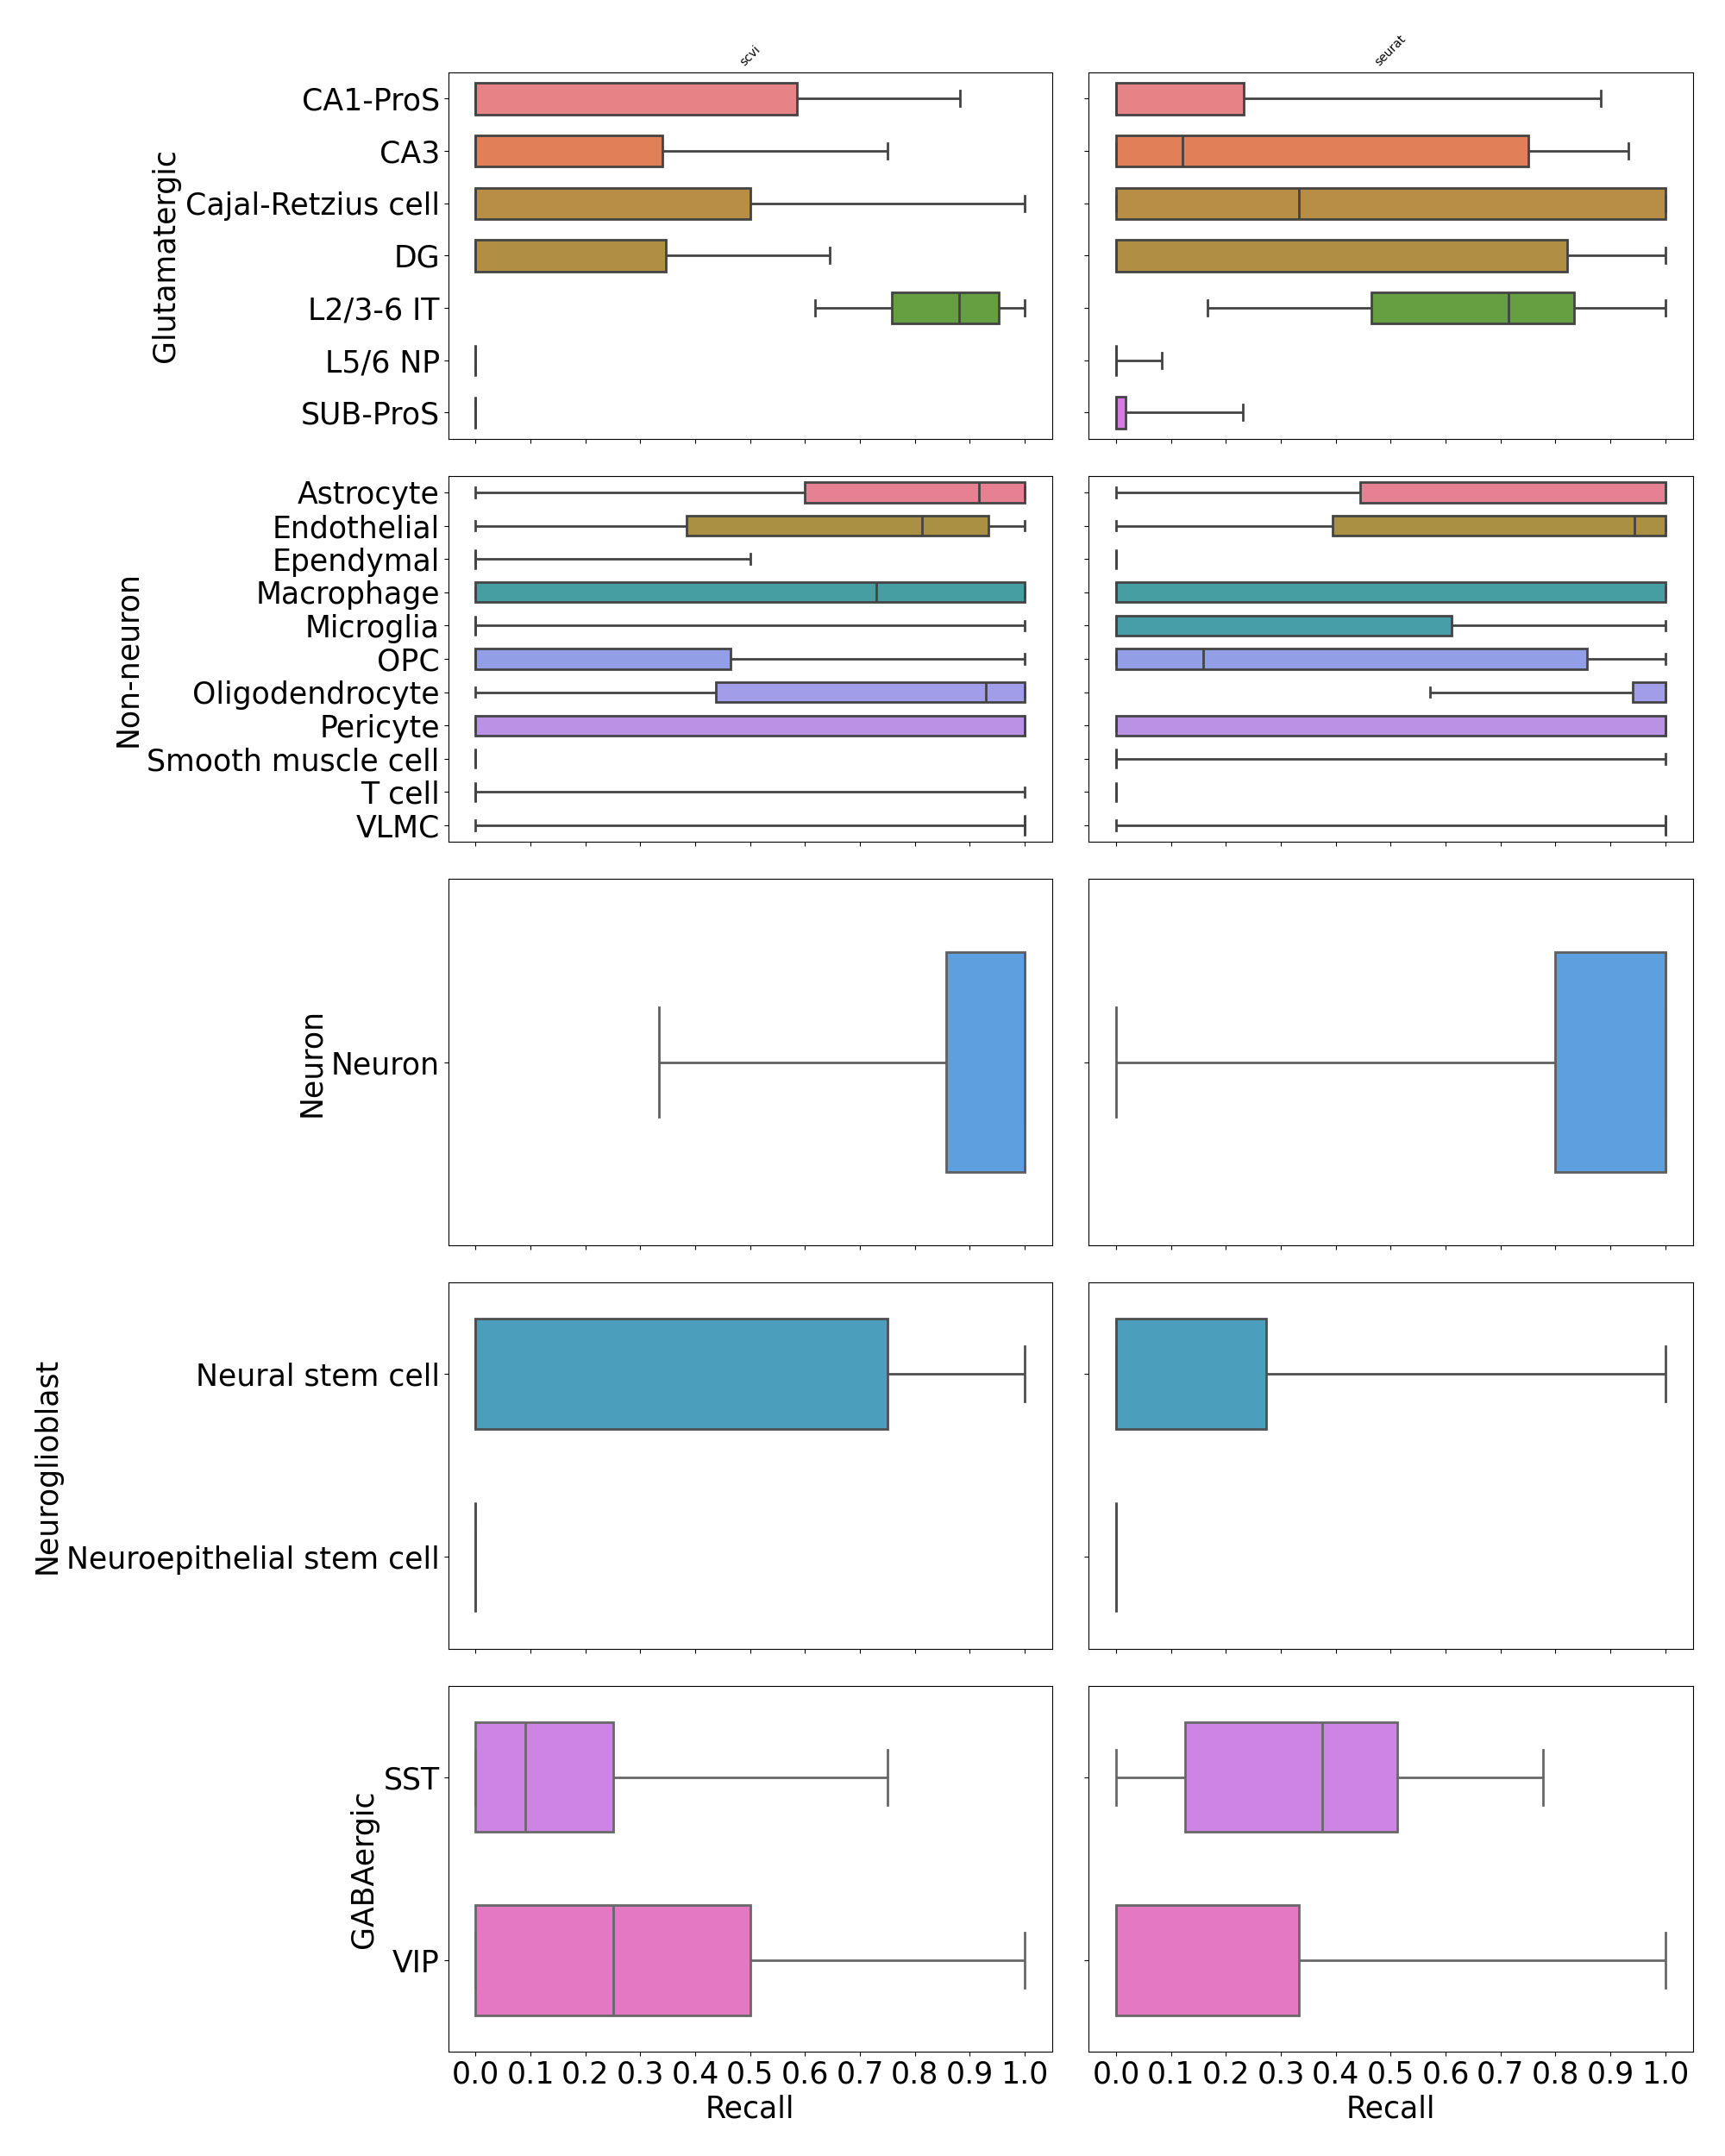 scvi
seurat
Glutamatergic
CA1-ProS
CA3
Cajal-Retzius cell
DG
L2/3-6 IT
L5/6 NP
SUB-ProS
Non-neuron
Astrocyte
Endothelial
Ependymal
Macrophage
Microglia
OPC
Oligodendrocyte
Pericyte
Smooth muscle cell
T cell
VLMC
Neuron
Neuron
Neuroglioblast
Neural stem cell
Neuroepithelial stem cell
GABAergic
SST
VIP
0.0 0.1 0.2 0.3 0.4 0.5 0.6 0.7 0.8 0.9 1.0
Recall
0.0 0.1 0.2 0.3 0.4 0.5 0.6 0.7 0.8 0.9 1.0
Recall